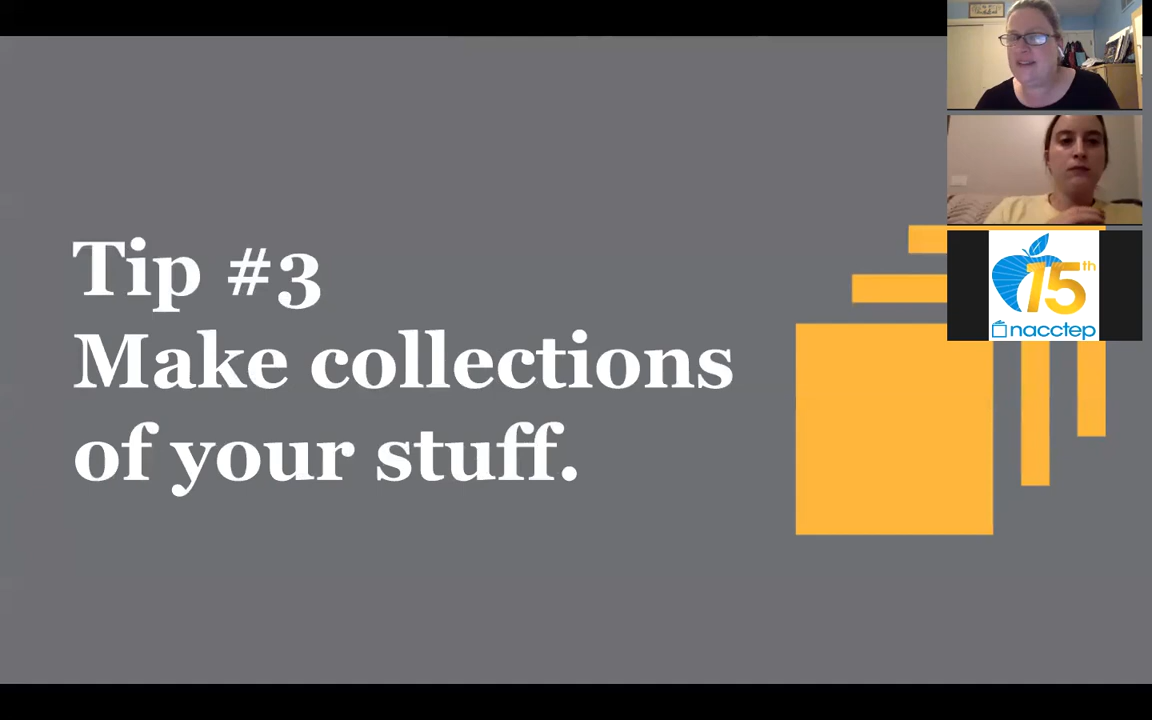 Tip #3
Make collections
of your stuff.
15th
nacctep